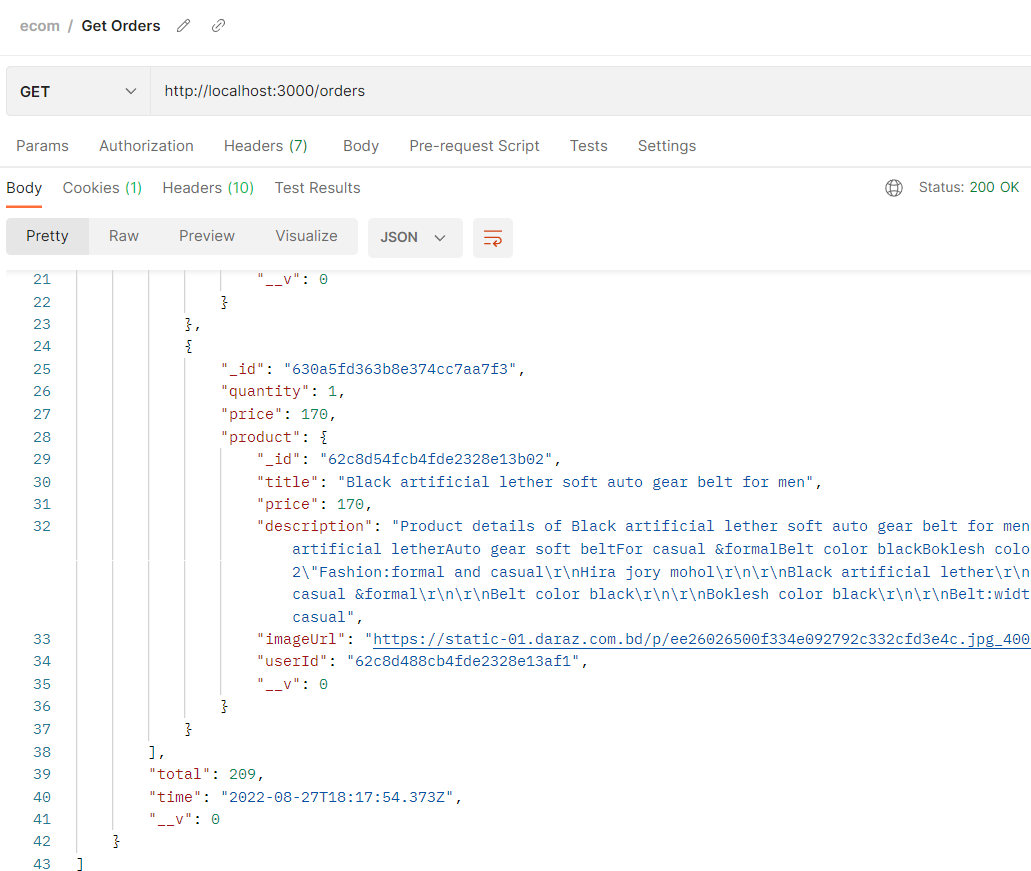 ecom / Get Orders
GET http://localhost:3000/orders
Params Authorization Headers (7) Body Pre-request Script Tests Settings
Body Cookies (1) Headers (10) Test Results Status: 200 OK
Pretty Raw Preview Visualize JSON
21 "__v": 0
22 }
23 },
24 {
25 "_id": "630a5fd363b8e374cc7aa7f3",
26 "quantity": 1,
27 "price": 170,
28 "product": {
29 "_id": "62c8d54fcb4fde2328e13b02",
30 "title": "Black artificial lether soft auto gear belt for men",
31 "price": 170,
32 "description": "Product details of Black artificial lether soft auto gear belt for men
artificial letherAuto gear soft beltFor casual &formalBelt color blackBoklesh colo
2\"Fashion:formal and casual\r\nHira jory mohol\r\n\r\nBlack artificial lether\r\n
casual &formal\r\n\r\nBelt color black\r\n\r\nBoklesh color black\r\n\r\nBelt:widt
casual",
33 "imageUrl": "https://static-01.daraz.com.bd/p/ee26026500f334e092792c332cfd3e4c.jpg_400
34 "userId": "62c8d488cb4fde2328e13af1",
35 "__v": 0
36 }
37 }
38 ],
39 "total": 209,
40 "time": "2022-08-27T18:17:54.373Z",
41 "__v": 0
42 }
43 ]